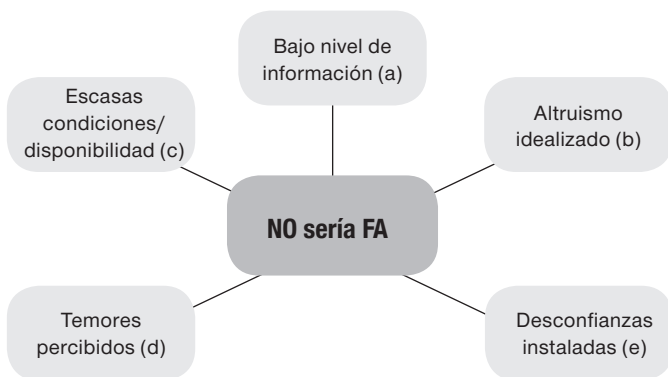 Bajo nivel de
información (a)
Escasas
condiciones/
disponibilidad (c)
Altruismo
idealizado (b)
NO sería FA
Temores
percibidos (d)
Desconfianzas
instaladas (e)